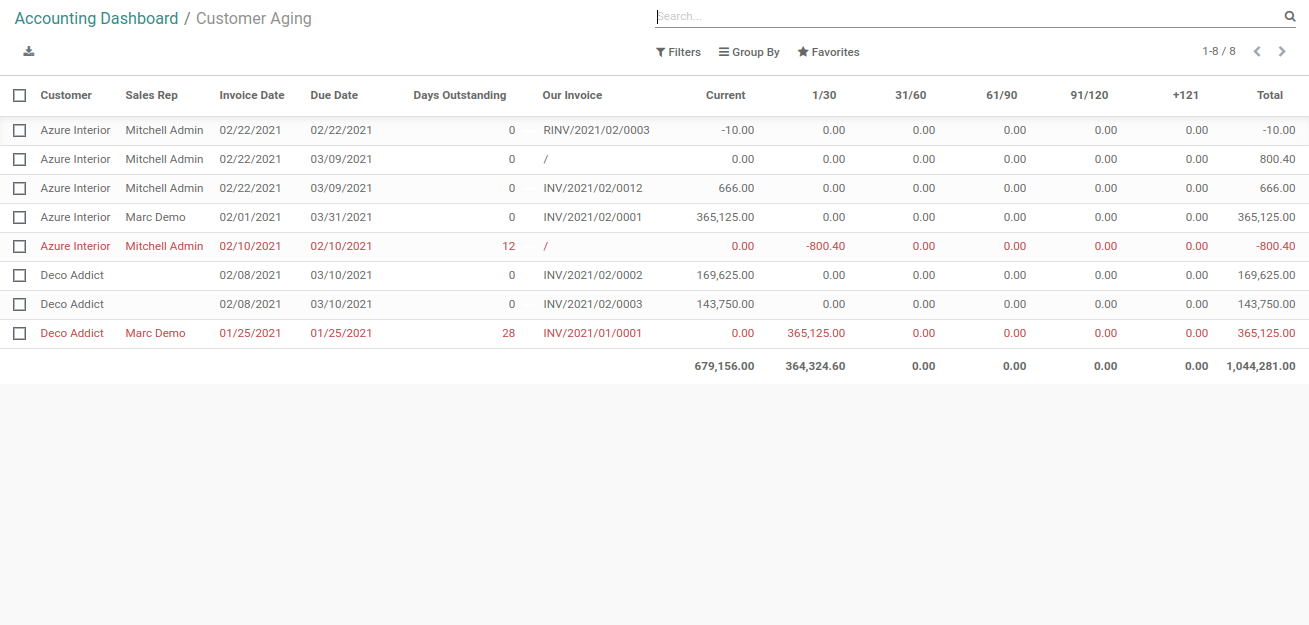 Accounting Dashboard / Customer Aging
Search...
Filters Group By Favorites 1-8 / 8
Customer Sales Rep Invoice Date Due Date Days Outstanding Our Invoice Current 1/30 31/60 61/90 91/120 +121 Total
Azure Interior Mitchell Admin 02/22/2021 02/22/2021 0 RINV/2021/02/0003 -10.00 0.00 0.00 0.00 0.00 0.00 -10.00
Azure Interior Mitchell Admin 02/22/2021 03/09/2021 0 / 0.00 0.00 0.00 0.00 0.00 0.00 800.40
Azure Interior Mitchell Admin 02/22/2021 03/09/2021 0 INV/2021/02/0012 666.00 0.00 0.00 0.00 0.00 0.00 666.00
Azure Interior Marc Demo 02/01/2021 03/31/2021 0 INV/2021/02/0001 365,125.00 0.00 0.00 0.00 0.00 0.00 365,125.00
Azure Interior Mitchell Admin 02/10/2021 02/10/2021 12 / 0.00 -800.40 0.00 0.00 0.00 0.00 -800.40
Deco Addict 02/08/2021 03/10/2021 0 INV/2021/02/0002 169,625.00 0.00 0.00 0.00 0.00 0.00 169,625.00
Deco Addict 02/08/2021 03/10/2021 0 INV/2021/02/0003 143,750.00 0.00 0.00 0.00 0.00 0.00 143,750.00
Deco Addict Marc Demo 01/25/2021 01/25/2021 28 INV/2021/01/0001 0.00 365,125.00 0.00 0.00 0.00 0.00 365,125.00
679,156.00 364,324.60 0.00 0.00 0.00 0.00 1,044,281.00